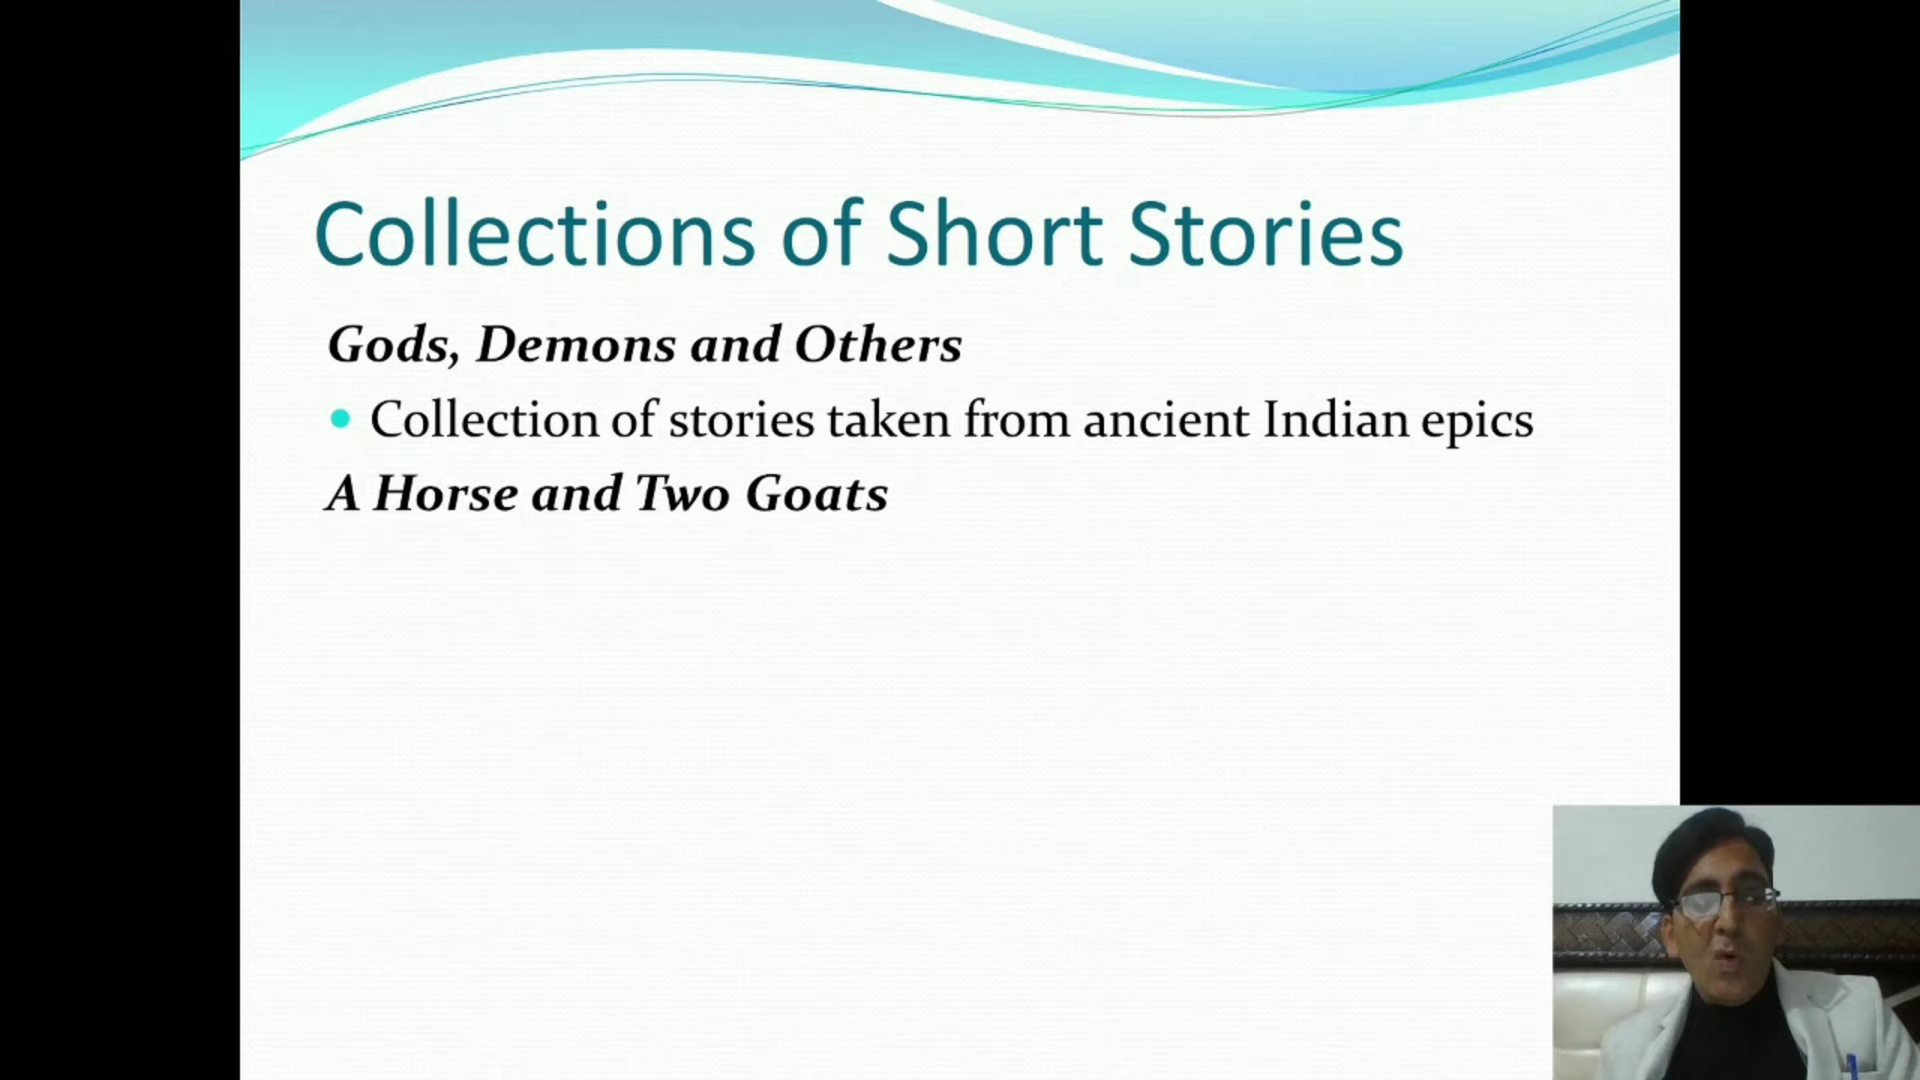 Collections of Short Stories
Gods, Demons and Others
• Collection of stories taken from ancient Indian epics
A Horse and Two Goats